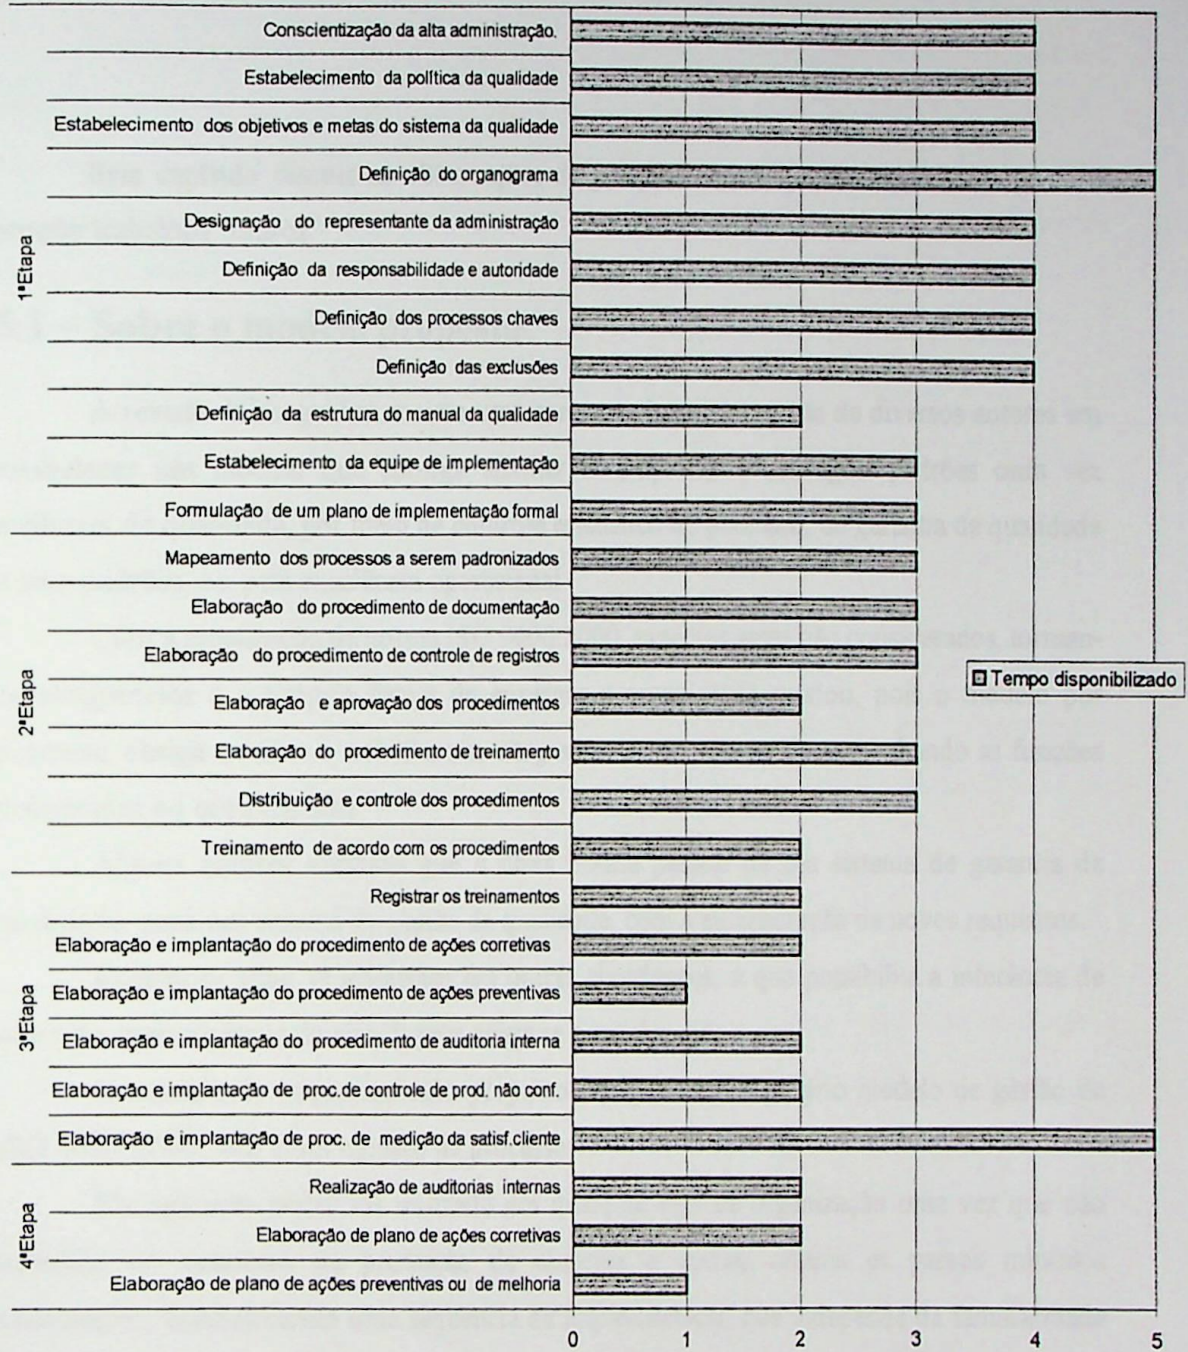 Conscientização da alta administração.
Estabelecimento da política da qualidade
Estabelecimento dos objetivos e metas do sistema da qualidade
Definição do organograma
Designação do representante da administração
Definição da responsabilidade e autoridade
Definição dos processos chaves
Definição das exclusões
Definição da estrutura do manual da qualidade
Estabelecimento da equipe de implementação
Formulação de um plano de implementação formal
1ªEtapa
Mapeamento dos processos a serem padronizados
Elaboração do procedimento de documentação
Elaboração do procedimento de controle de registros
Elaboração e aprovação dos procedimentos
Elaboração do procedimento de treinamento
Distribuição e controle dos procedimentos
Treinamento de acordo com os procedimentos
2ªEtapa
Registrar os treinamentos
Elaboração e implantação do procedimento de ações corretivas
Elaboração e implantação do procedimento de ações preventivas
Elaboração e implantação do procedimento de auditoria interna
Elaboração e implantação de proc.de controle de prod. não conf.
Elaboração e implantação de proc. de medição da satisf.cliente
3ªEtapa
Realização de auditorias internas
Elaboração de plano de ações corretivas
Elaboração de plano de ações preventivas ou de melhoria
4ªEtapa
Tempo disponibilizado
0 1 2 3 4 5